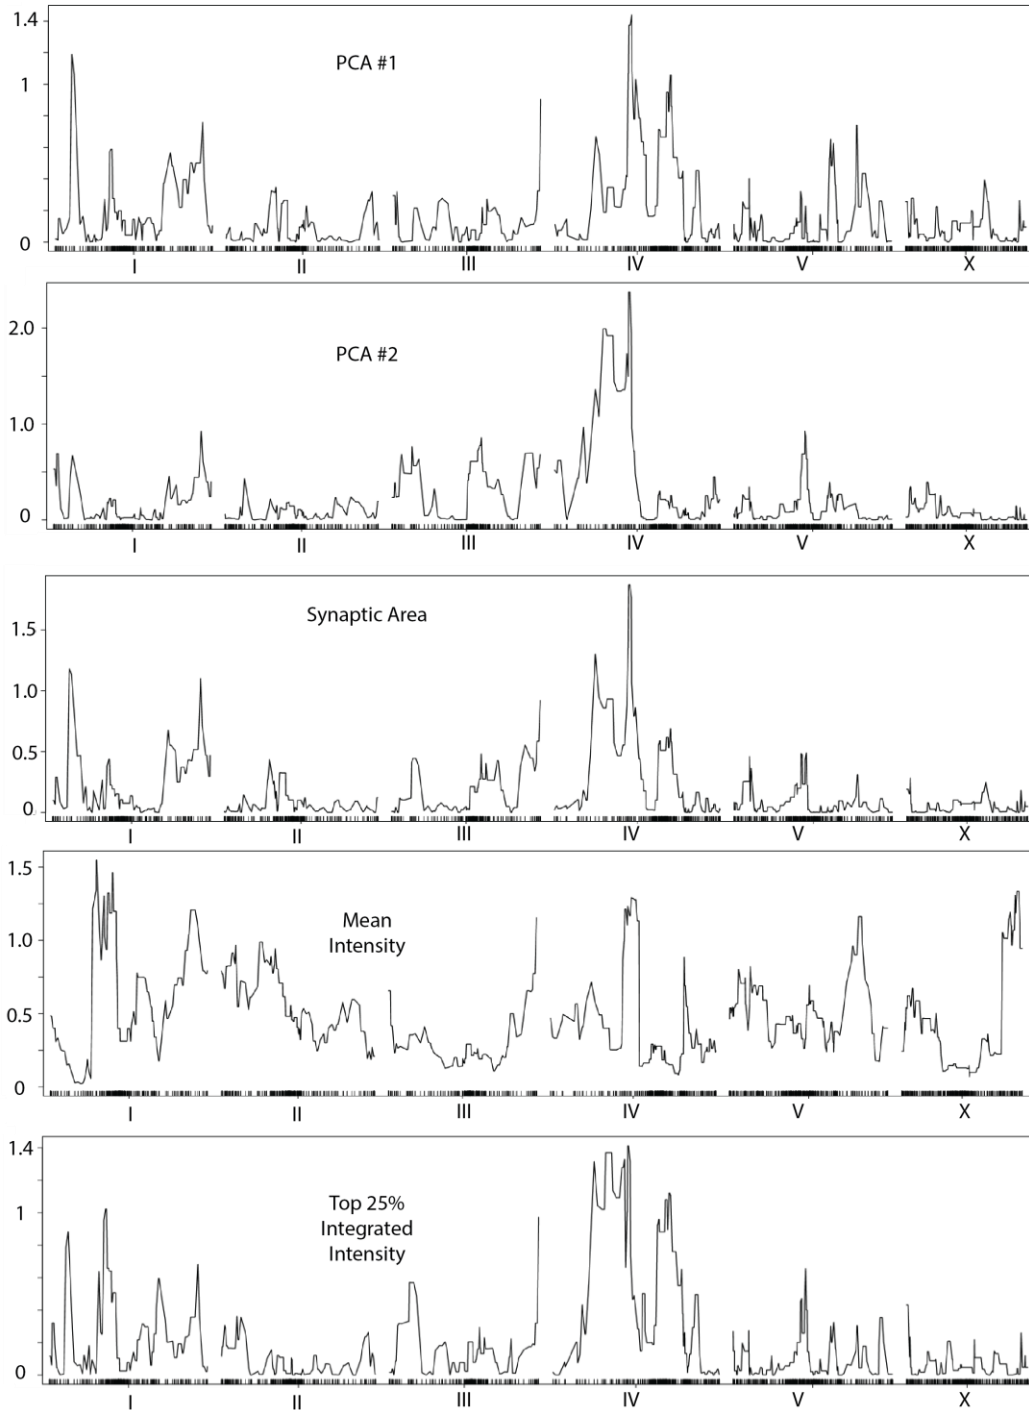 1.4
PCA #1
1
0
I II III IV V X
2.0
PCA #2
1.0
0
I II III IV V X
1.5
Synaptic Area
1.0
0.5
0
I II III IV V X
1.5
Mean
Intensity
1.0
0.5
0
I II III IV V X
1.4
Top 25%
Integrated
Intensity
1
0
I II III IV V X